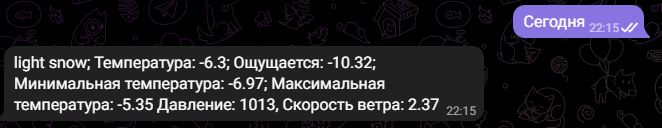 Сегодня 22:15
light snow; Температура: -6.3; Ощущается: -10.32;
Минимальная температура: -6.97; Максимальная
температура: -5.35 Давление: 1013, Скорость ветра: 2.37 22:15